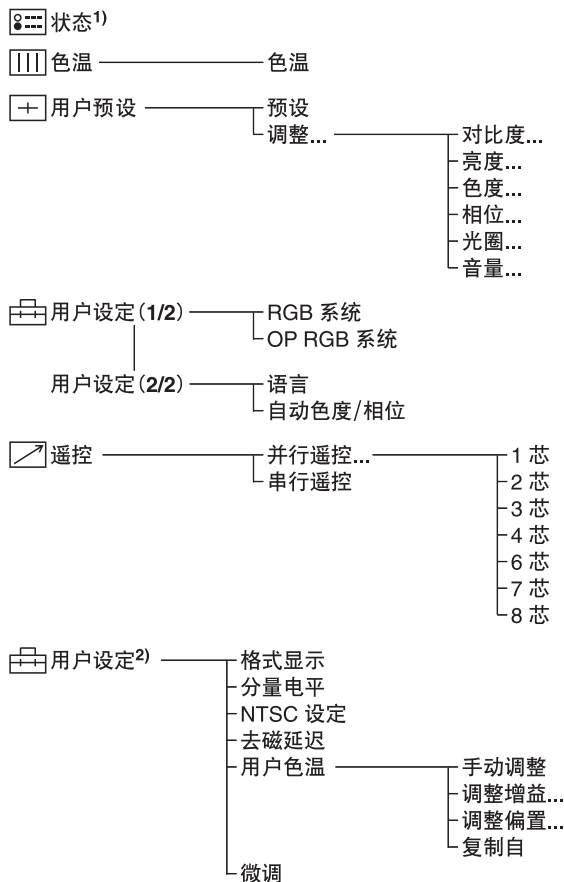 状态1)
色温 色温
用户预设 预设
调整... 对比度...
亮度...
色度...
相位...
光圈...
音量...
用户设定(1/2) RGB 系统
OP RGB 系统
用户设定(2/2) 语言
自动色度/相位
遥控 并行遥控... 1 芯
串行遥控 2 芯
3 芯
4 芯
6 芯
7 芯
8 芯
用户设定2) 格式显示
分量电平
NTSC 设定
去磁延迟
用户色温 手动调整
调整增益...
调整偏置...
复制自
微调